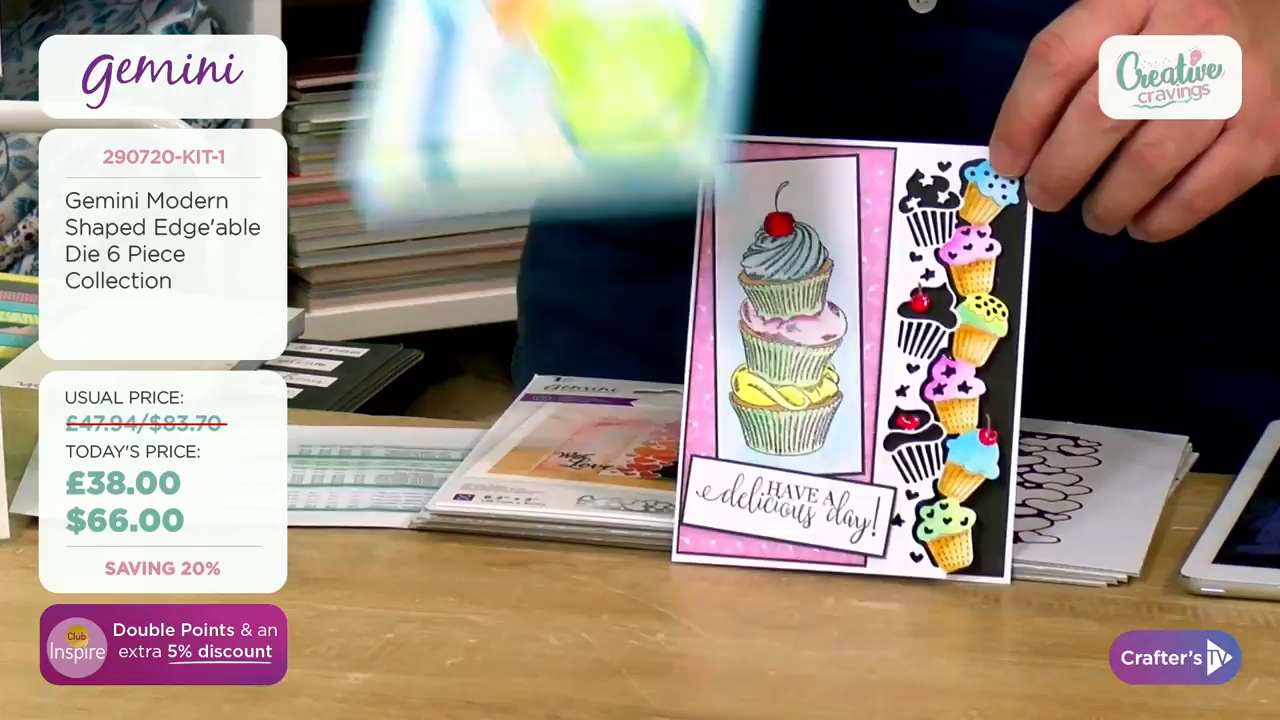 gemini
290720-KIT-1
Gemini Modern
Shaped Edge'able
Die 6 Piece
Collection
USUAL PRICE:
£47.94/$83.70
TODAY'S PRICE:
£38.00
$66.00
SAVING 20%
Club
Inspire
Double Points & an
extra 5% discount
Creative
cravings
HAVE A
delicious day!
Gemini
With
Love
Crafter's TV